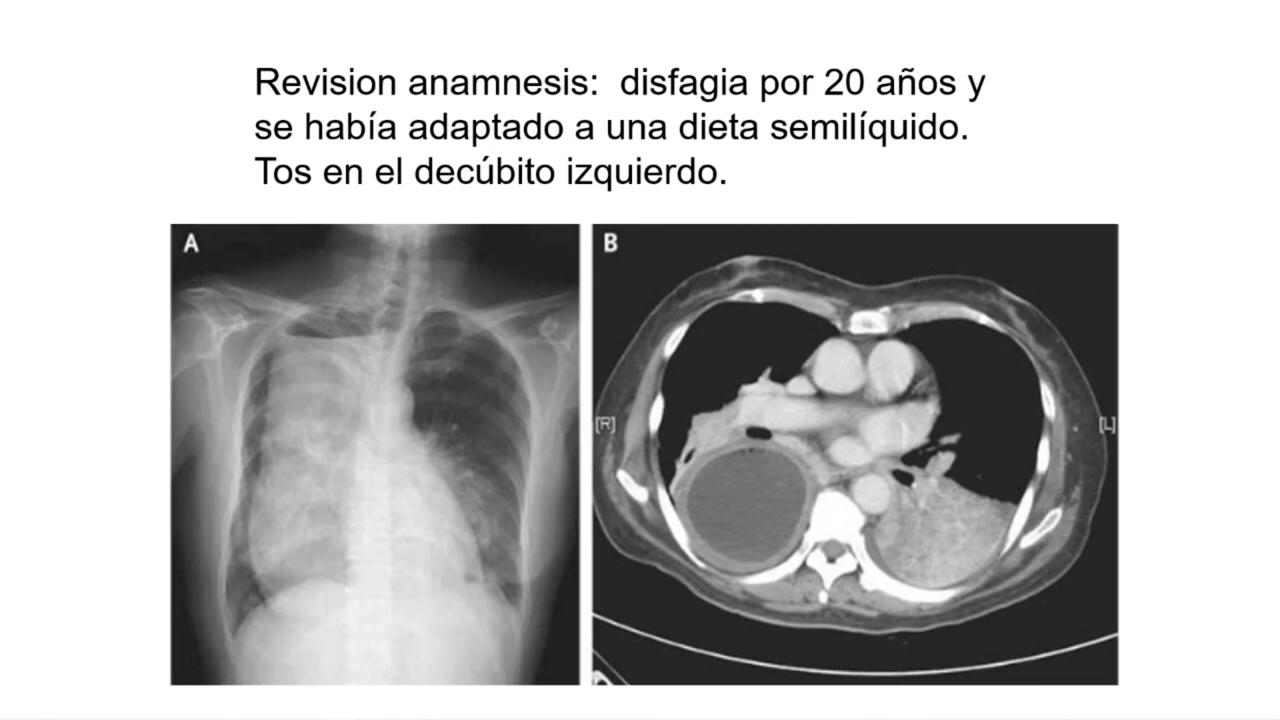 Revision anamnesis:  disfagia por 20 años y
se había adaptado a una dieta semilíquido.
Tos en el decúbito izquierdo.
A
B
[R]
[L]